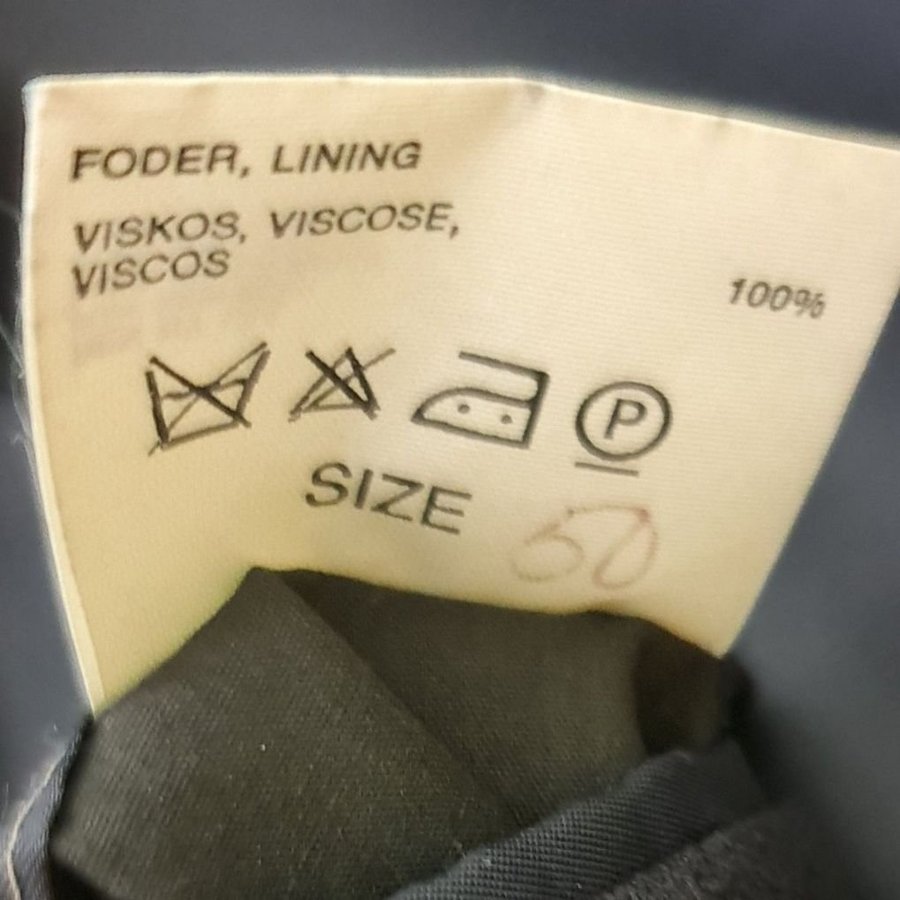 FODER, LINING
VISKOS, VISCOSE,
VISCOS
100%
P
SIZE 50